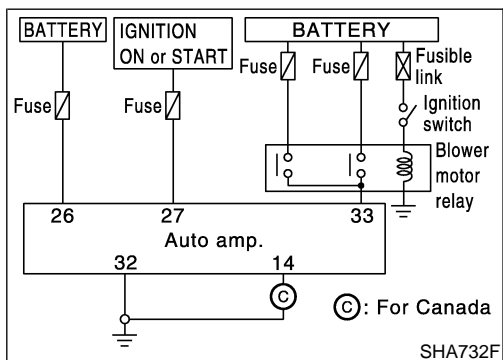 BATTERY
IGNITION
ON or START
BATTERY
Fuse
Fuse
Fusible
link
Fuse
Fuse
Ignition
switch
Blower
motor
relay
26
27
33
Auto amp.
32
14
C
C : For Canada
SHA732F